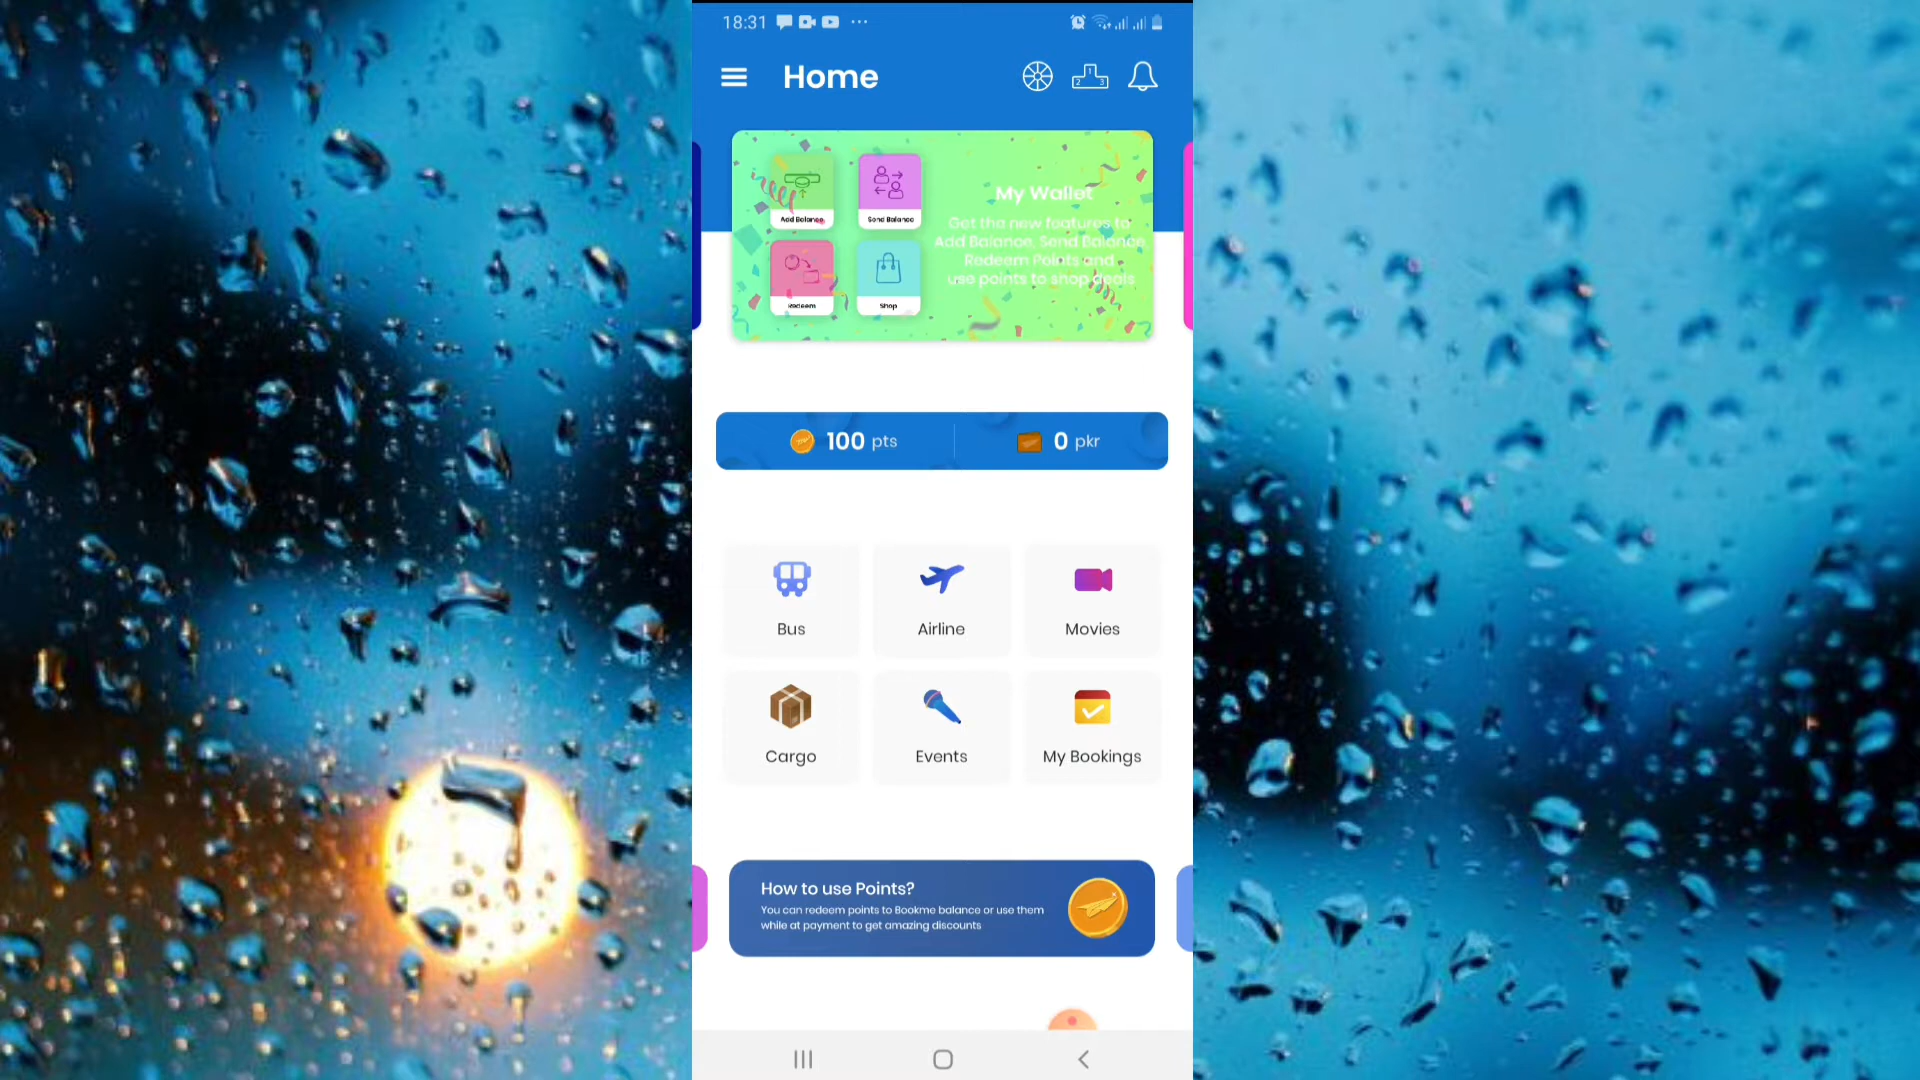 18:31
Home
1
2 3
Add Balance
Send Balance
Redeem
Shop
My Wallet
Get the new features to
Add Balance, Send Balance
Redeem Points and
use points to shop deals
100 pts
0 pkr
Bus
Airline
Movies
Cargo
Events
My Bookings
How to use Points?
You can redeem points to Bookme balance or use them
while at payment to get amazing discounts